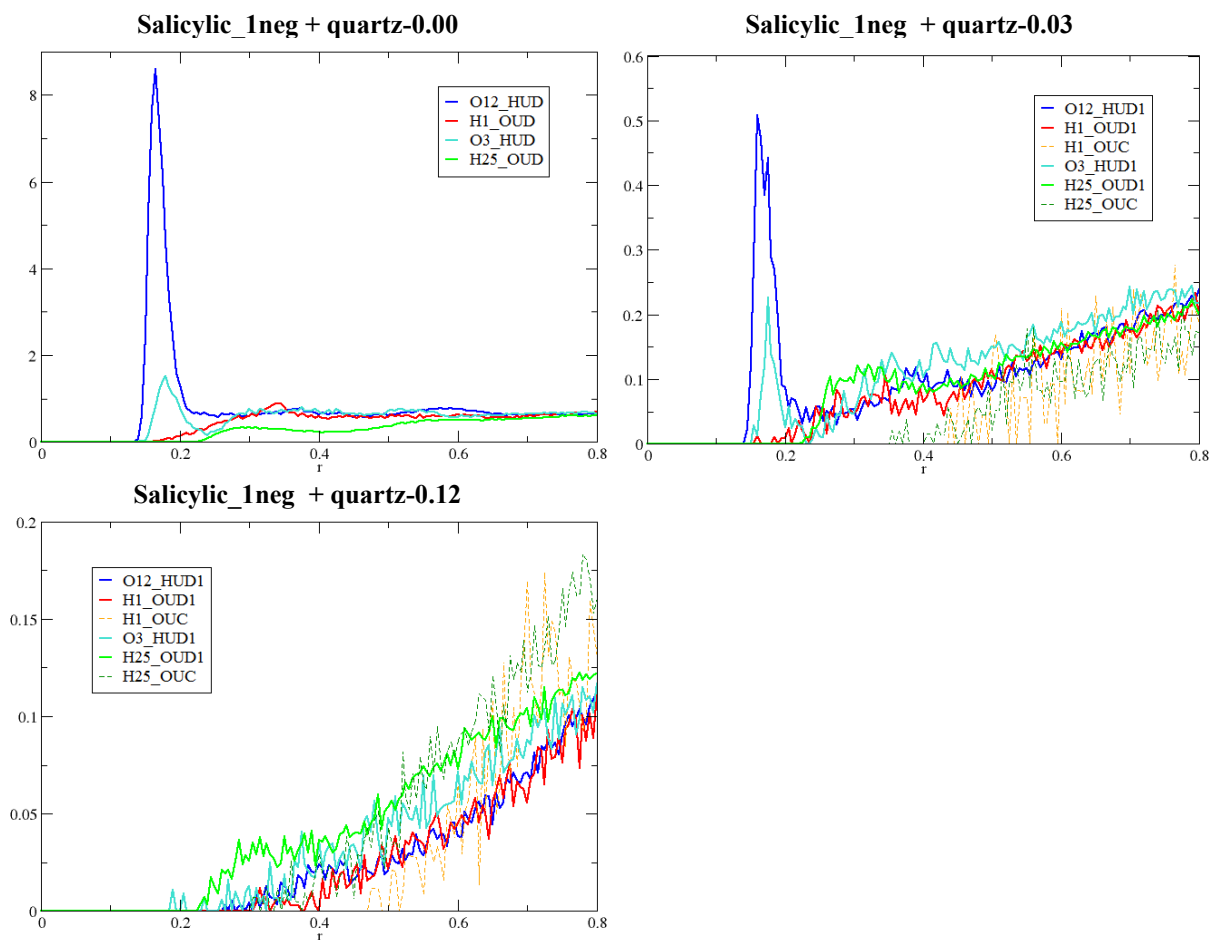 Salicylic_1neg + quartz-0.00
8
6
4
2
0
0
0.2
0.4
0.6
0.8
r
O12_HUD
H1_OUD
O3_HUD
H25_OUD
Salicylic_1neg + quartz-0.03
0.6
0.5
0.4
0.3
0.2
0.1
0
0
0.2
0.4
0.6
0.8
r
O12_HUD1
H1_OUD1
H1_OUC
O3_HUD1
H25_OUD1
H25_OUC
Salicylic_1neg + quartz-0.12
0.2
0.15
0.1
0.05
0
0
0.2
0.4
0.6
0.8
r
O12_HUD1
H1_OUD1
H1_OUC
O3_HUD1
H25_OUD1
H25_OUC